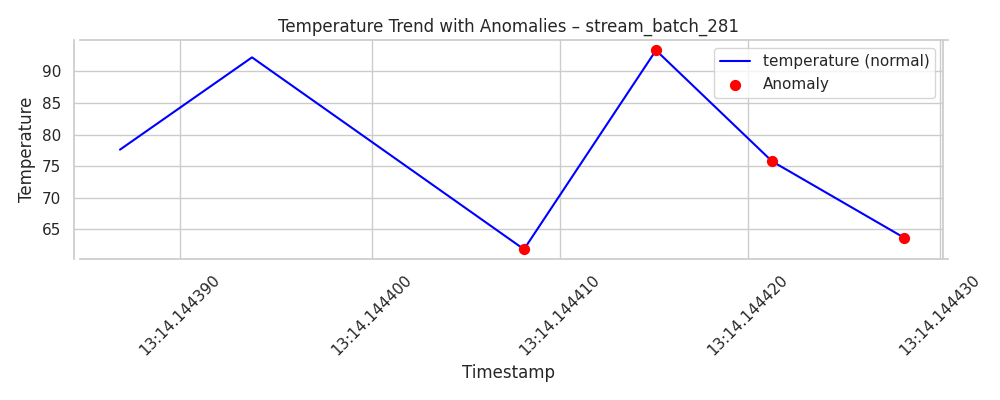 Temperature Trend with Anomalies – stream_batch_281
temperature (normal)
Anomaly
Temperature
90
85
80
75
70
65
13:14.144390
13:14.144400
13:14.144410
13:14.144420
13:14.144430
Timestamp